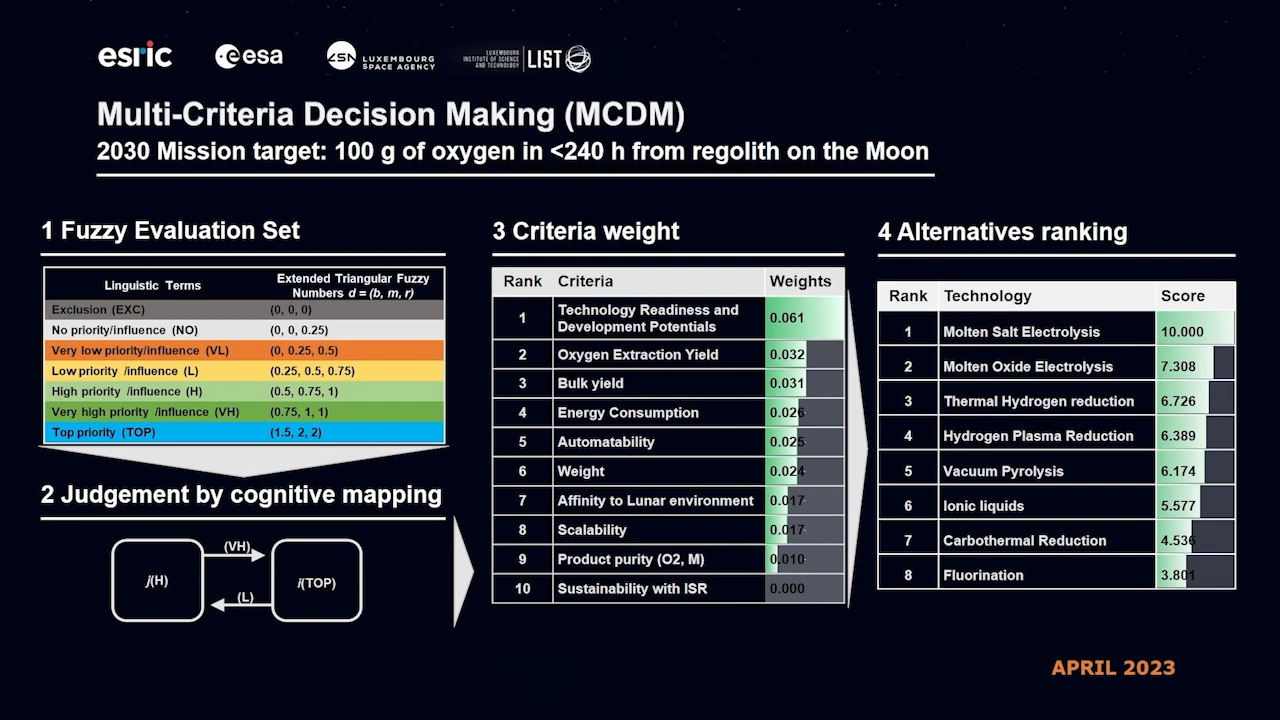 esric
esa
LSA LUXEMBOURG
SPACE AGENCY
LUXEMBOURG
INSTITUTE OF SCIENCE
AND TECHNOLOGY
LIST
Multi-Criteria Decision Making (MCDM)
2030 Mission target: 100 g of oxygen in <240 h from regolith on the Moon
1 Fuzzy Evaluation Set
Linguistic Terms
Extended Triangular Fuzzy
Numbers d = (b, m, r)
Exclusion (EXC) (0, 0, 0)
No priority/influence (NO) (0, 0, 0.25)
Very low priority/influence (VL) (0, 0.25, 0.5)
Low priority /influence (L) (0.25, 0.5, 0.75)
High priority /influence (H) (0.5, 0.75, 1)
Very high priority /influence (VH) (0.75, 1, 1)
Top priority (TOP) (1.5, 2, 2)
2 Judgement by cognitive mapping
(VH)
j(H)
i(TOP)
(L)
3 Criteria weight
Rank Criteria Weights
1 Technology Readiness and
Development Potentials 0.061
2 Oxygen Extraction Yield 0.032
3 Bulk yield 0.031
4 Energy Consumption 0.026
5 Automatability 0.025
6 Weight 0.024
7 Affinity to Lunar environment 0.017
8 Scalability 0.017
9 Product purity (O2, M) 0.010
10 Sustainability with ISR 0.000
4 Alternatives ranking
Rank Technology Score
1 Molten Salt Electrolysis 10.000
2 Molten Oxide Electrolysis 7.308
3 Thermal Hydrogen reduction 6.726
4 Hydrogen Plasma Reduction 6.389
5 Vacuum Pyrolysis 6.174
6 Ionic liquids 5.577
7 Carbothermal Reduction 4.536
8 Fluorination 3.801
APRIL 2023